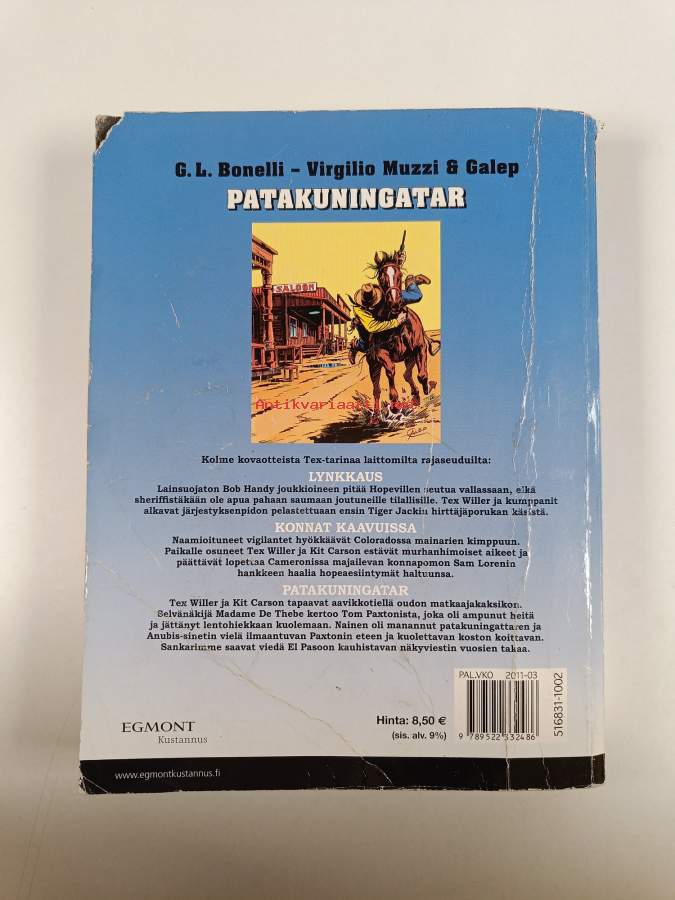 G. L. Bonelli – Virgilio Muzzi & Galep
PATAKUNINGATAR
SALOON
Antikvariaatti.net
Kolme kovaotteista Tex-tarinaa laittomilta rajaseuduilta:
LYNKKAUS
Lainsuojaton Bob Handy joukkioineen pitää Hopevillen seutua vallassaan, eikä
sheriffistäkään ole apua pahaan saumaan joutuneille tilallisille. Tex Willer ja kumppanit
alkavat järjestyksenpidon pelastettuaan ensin Tiger Jackin hirttäjäporukan käsistä.
KONNAT KAAVUISSA
Naamioituneet vigilantet hyökkäävät Coloradossa mainarien kimppuun.
Paikalle osuneet Tex Willer ja Kit Carson estävät murhanhimoiset aikeet ja
päättävät lopettaa Cameronissa majailevan konnapomon Sam Lorenin
hankkeen haalia hopeaesiintymät haltuunsa.
PATAKUNINGATAR
Tex Willer ja Kit Carson tapaavat aavikkotiellä oudon matkaajakaksikon.
Selvänäkijä Madame De Thebe kertoo Tom Paxtonista, joka oli ampunut heitä
ja jättänyt lentohiekkaan kuolemaan. Nainen oli manannut patakuningattaren ja
Anubis-sinetin vielä ilmaantuvan Paxtonin eteen ja kuolettavan koston koittavan.
Sankarimme saavat viedä El Pasoon kauhistavan näkyviestin vuosien takaa.
PAL.VKO 2011-03
516831-1002
9 789522 332486
Hinta: 8,50 €
(sis. alv. 9%)
EGMONT
Kustannus
www.egmontkustannus.fi